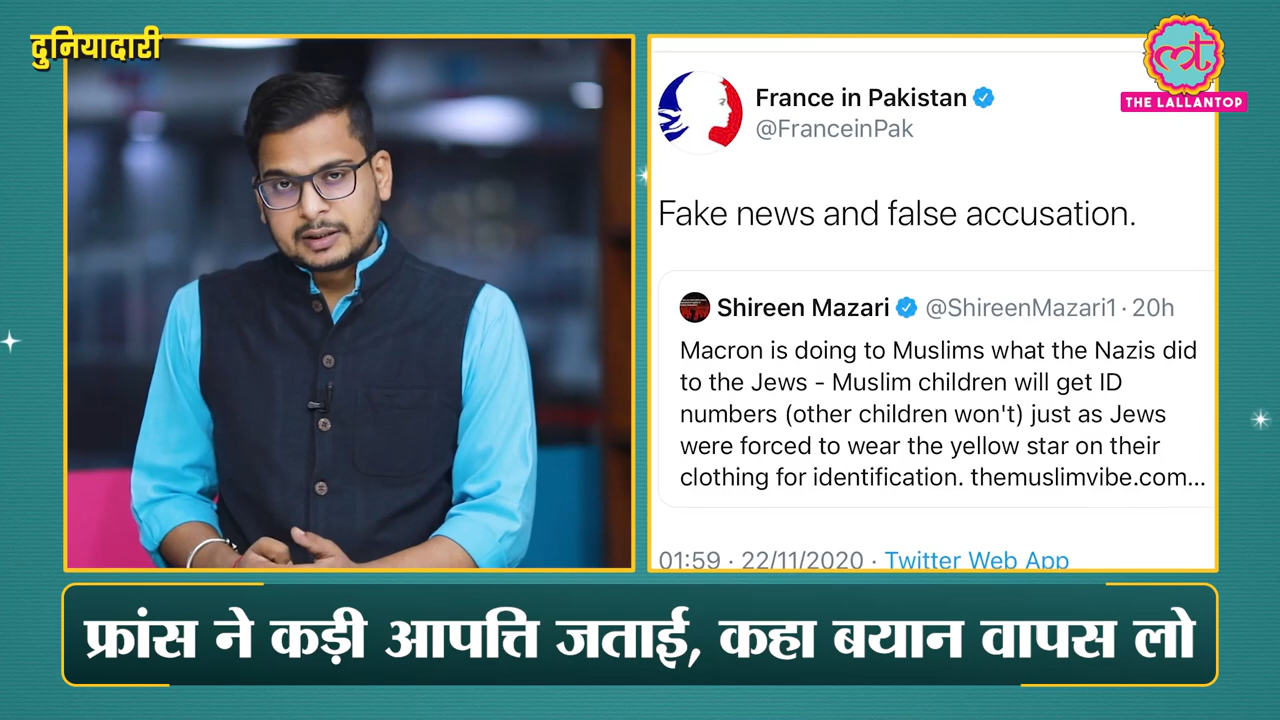 दुनियादारी
lt
THE LALLANTOP
France in Pakistan
@FranceinPak
Fake news and false accusation.
Shireen Mazari @ShireenMazari1 · 20h
Macron is doing to Muslims what the Nazis did
to the Jews - Muslim children will get ID
numbers (other children won't) just as Jews
were forced to wear the yellow star on their
clothing for identification. themuslimvibe.com...
01:59 · 22/11/2020 · Twitter Web App
फ्रांस ने कड़ी आपत्ति जताई, कहा बयान वापस लो